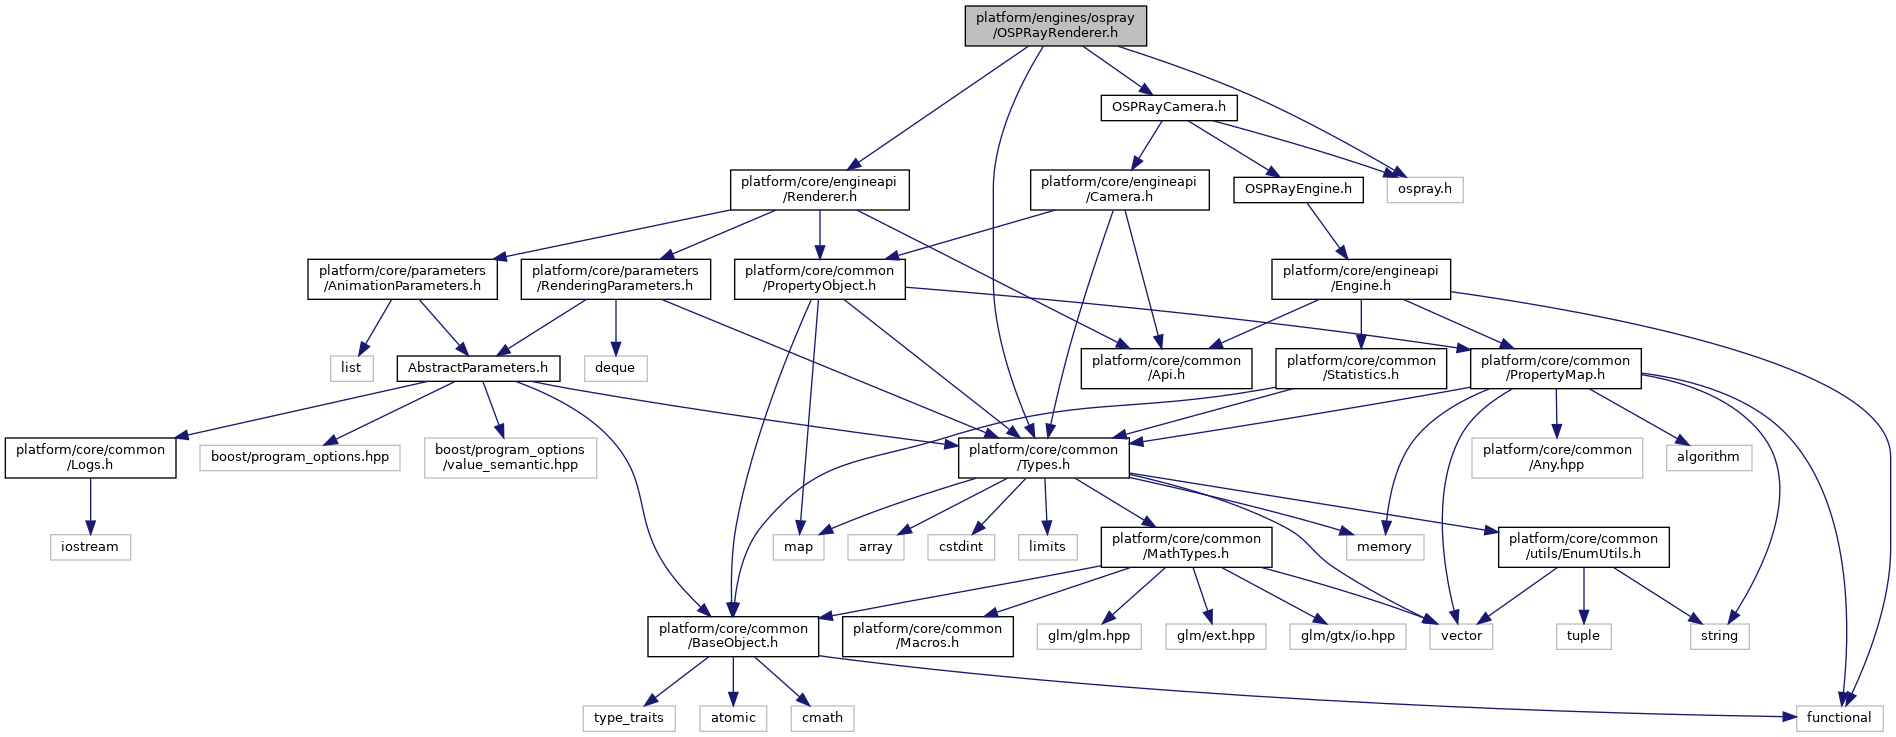 platform/engines/ospray
/OSPRayRenderer.h
OSPRayCamera.h
platform/core/engineapi
/Renderer.h
platform/core/engineapi
/Camera.h
OSPRayEngine.h
ospray.h
platform/core/parameters
/AnimationParameters.h
platform/core/parameters
/RenderingParameters.h
platform/core/common
/PropertyObject.h
platform/core/engineapi
/Engine.h
list
AbstractParameters.h
deque
platform/core/common
/Api.h
platform/core/common
/Statistics.h
platform/core/common
/PropertyMap.h
platform/core/common
/Logs.h
boost/program_options.hpp
boost/program_options
/value_semantic.hpp
platform/core/common
/Types.h
platform/core/common
/Any.hpp
algorithm
iostream
map
array
cstdint
limits
platform/core/common
/MathTypes.h
memory
platform/core/common
/utils/EnumUtils.h
platform/core/common
/BaseObject.h
platform/core/common
/Macros.h
glm/glm.hpp
glm/ext.hpp
glm/gtx/io.hpp
vector
tuple
string
type_traits
atomic
cmath
functional